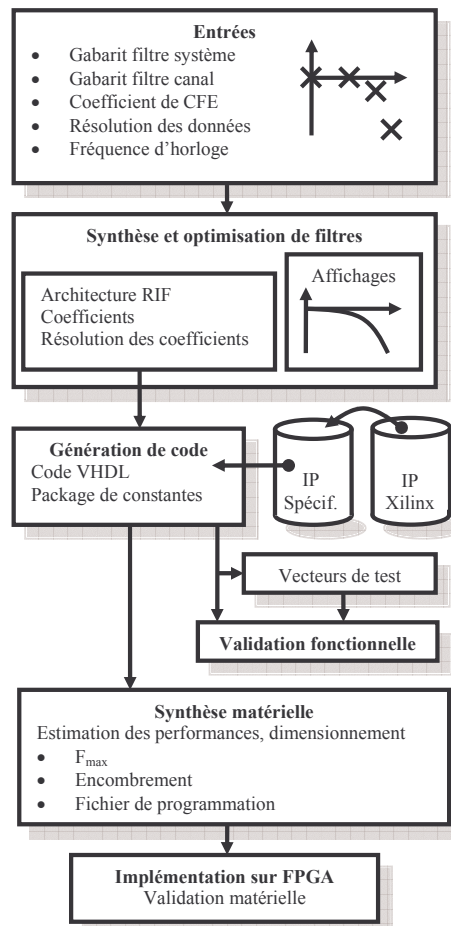 Entrées
• Gabarit filtre système
• Gabarit filtre canal
• Coefficient de CFE
• Résolution des données
• Fréquence d’horloge
Synthèse et optimisation de filtres
Architecture RIF
Coefficients
Résolution des coefficients
Affichages
Génération de code
Code VHDL
Package de constantes
IP
Spécif.
IP
Xilinx
Vecteurs de test
Validation fonctionnelle
Synthèse matérielle
Estimation des performances, dimensionnement
• Fmax
• Encombrement
• Fichier de programmation
Implémentation sur FPGA
Validation matérielle